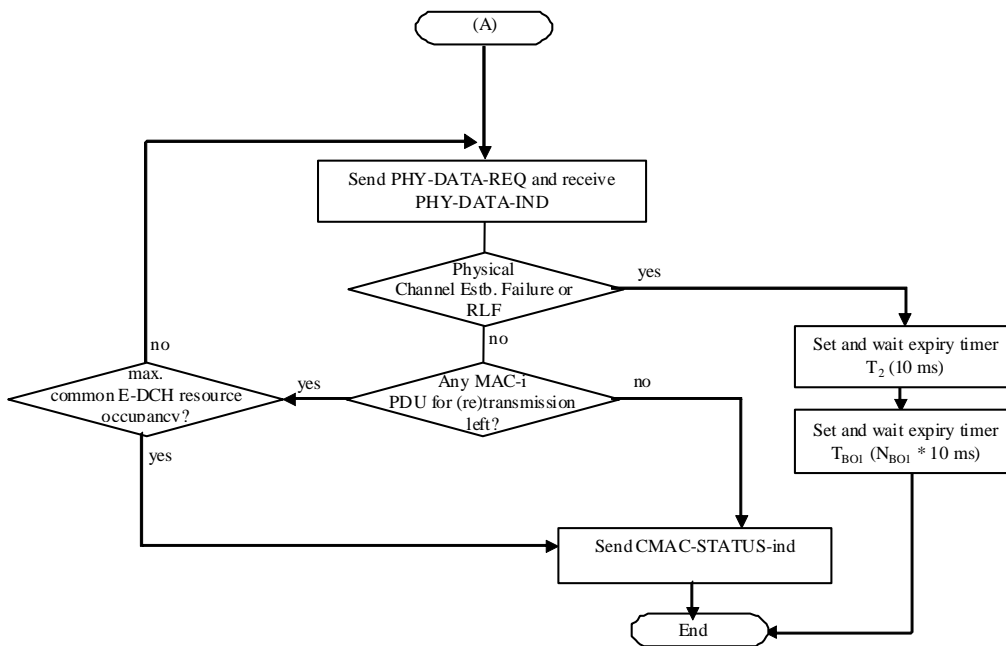 (A)
Send PHY-DATA-REQ and receive
PHY-DATA-IND
Physical
Channel Estb. Failure or
RLF
yes
no
Set and wait expiry timer
T₂ (10 ms)
no
max.
common E-DCH resource
occupancy?
yes
yes
Any MAC-i
PDU for (re)transmission
left?
no
Set and wait expiry timer
T_BO1 (N_BO1 * 10 ms)
Send CMAC-STATUS-ind
End